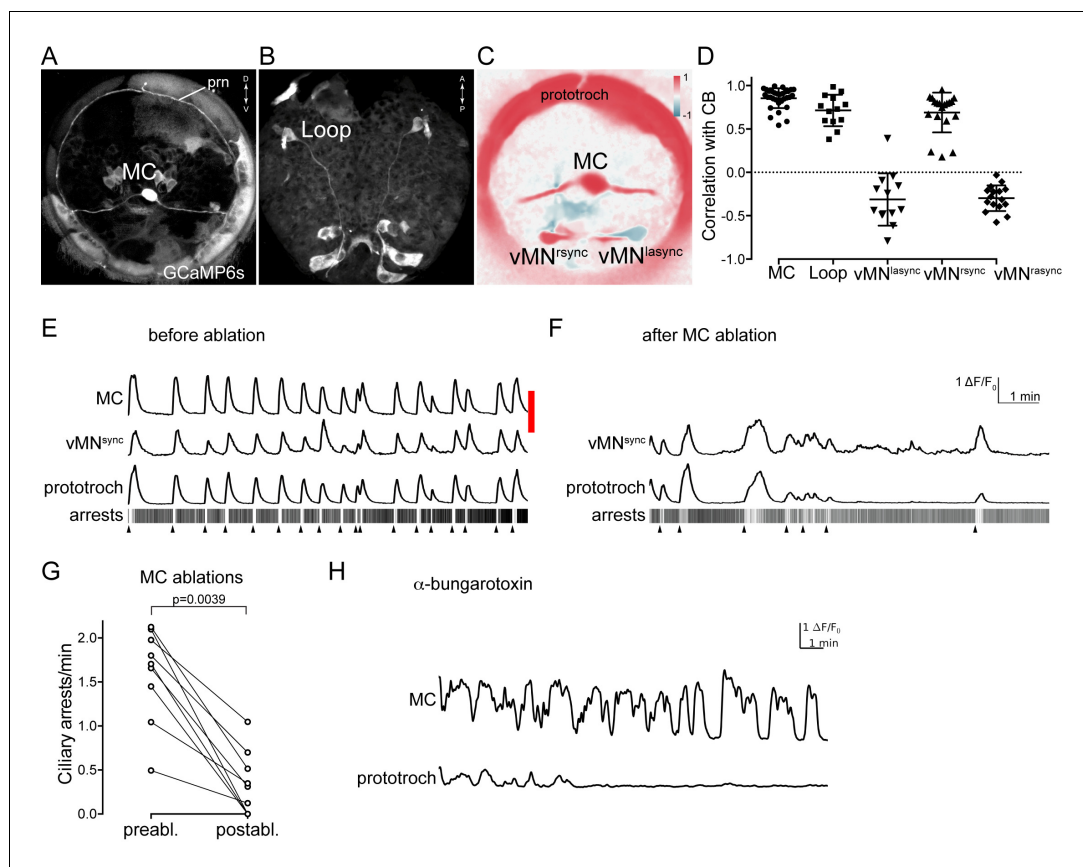 A
D
V
prn
MC
GCaMP6s
B
A
P
Loop
C
1
-1
prototroch
MC
vMN^rsync vMN^lasync
D
Correlation with CB
1.0
0.5
0.0
-0.5
-1.0
MC Loop vMN^lasync vMN^rsync vMN^rasync
E before ablation
MC
vMN^sync
prototroch
arrests
F after MC ablation
1 ΔF/F₀
1 min
vMN^sync
prototroch
arrests
G
MC ablations
p=0.0039
Ciliary arrests/min
2.0
1.5
1.0
0.5
0.0
preabl. postabl.
H
α-bungarotoxin
1 ΔF/F₀
1 min
MC
prototroch